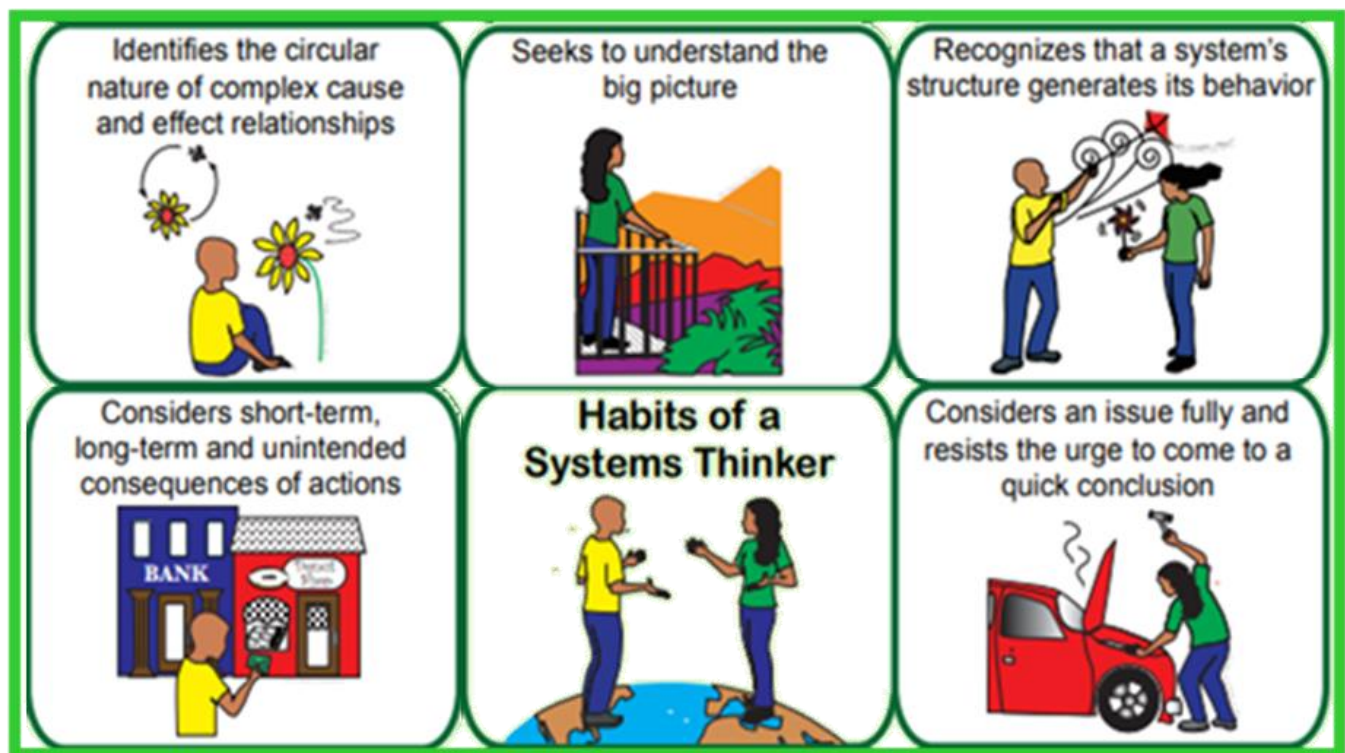 Identifies the circular
nature of complex cause
and effect relationships
Seeks to understand the
big picture
Recognizes that a system's
structure generates its behavior
Considers short-term,
long-term and unintended
consequences of actions
BANK
Habits of a
Systems Thinker
Considers an issue fully and
resists the urge to come to a
quick conclusion